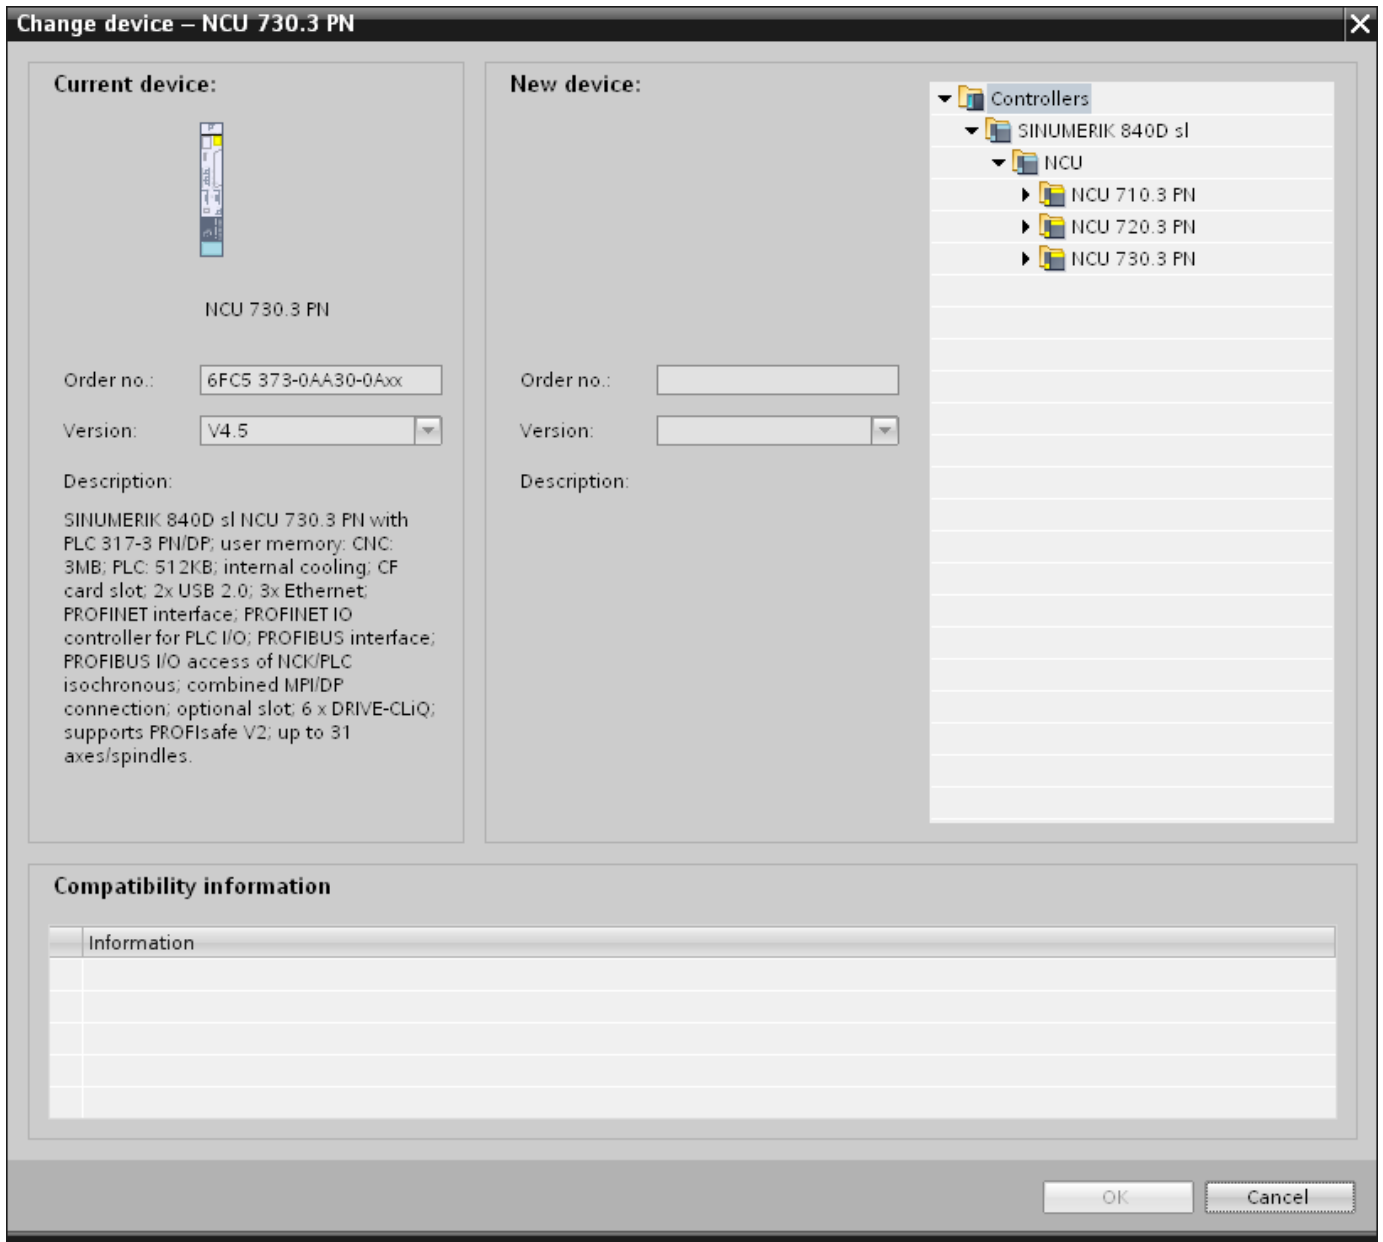 Change device – NCU 730.3 PN
Current device:
NCU 730.3 PN
Order no.: 6FC5 373-0AA30-0Axx
Version: V4.5
Description:
SINUMERIK 840D sl NCU 730.3 PN with
PLC 317-3 PN/DP; user memory: CNC:
3MB; PLC: 512KB; internal cooling; CF
card slot; 2x USB 2.0; 3x Ethernet;
PROFINET interface; PROFINET IO
controller for PLC I/O; PROFIBUS interface;
PROFIBUS I/O access of NCK/PLC
isochronous; combined MPI/DP
connection; optional slot; 6 x DRIVE-CLiQ;
supports PROFIsafe V2; up to 31
axes/spindles.
New device:
Order no.:
Version:
Description:
Controllers
SINUMERIK 840D sl
NCU
NCU 710.3 PN
NCU 720.3 PN
NCU 730.3 PN
Compatibility information
Information
OK
Cancel